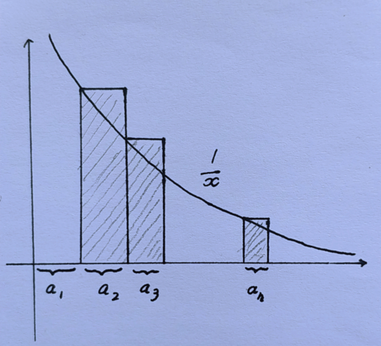 1/x
a₁ a₂ a₃ aₙ